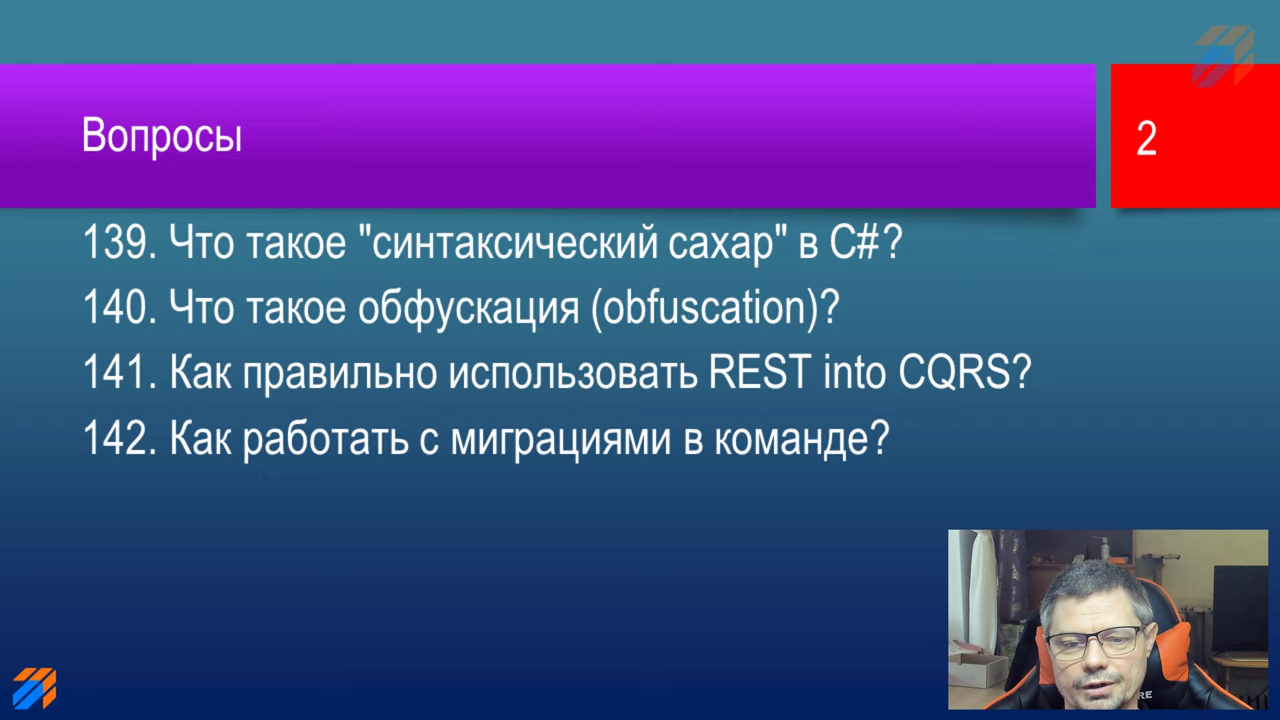 Вопросы
2
139. Что такое "синтаксический сахар" в C#?
140. Что такое обфускация (obfuscation)?
141. Как правильно использовать REST into CQRS?
142. Как работать с миграциями в команде?